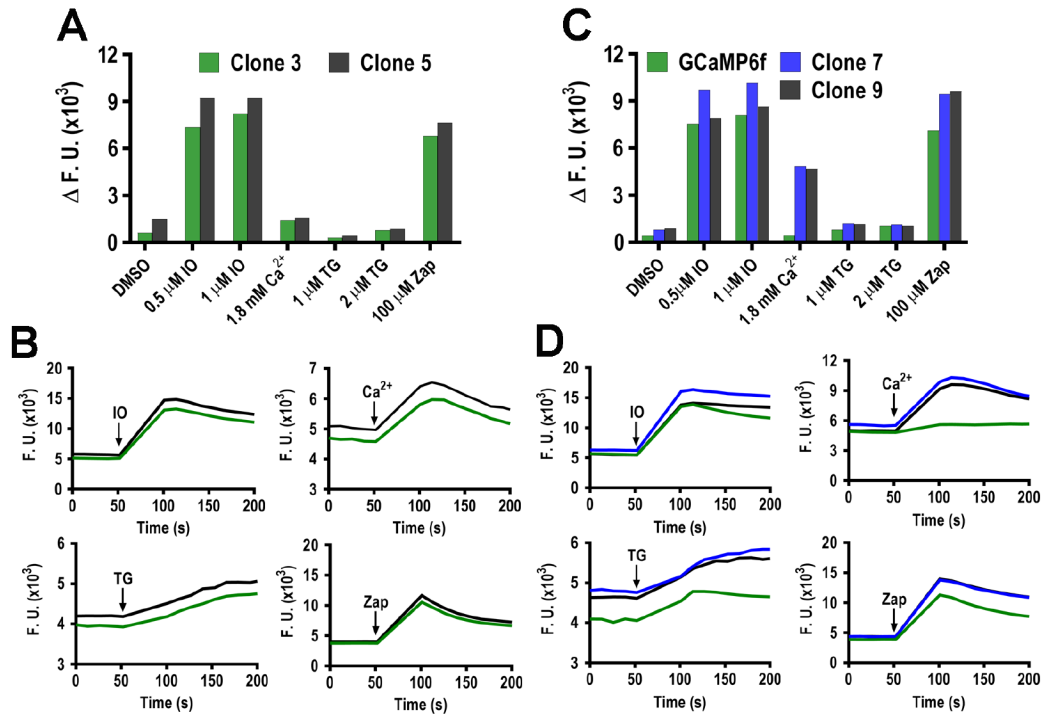 A
Clone 3
Clone 5
Δ F. U. (x10³)
12
9
6
3
0
DMSO
0.5 μM IO
1 μM IO
1.8 mM Ca²⁺
1 μM TG
2 μM TG
100 μM Zap
C
GCaMP6f
Clone 7
Clone 9
Δ F. U. (x10³)
12
9
6
3
0
DMSO
0.5μM IO
1 μM IO
1.8 mM Ca²⁺
1 μM TG
2 μM TG
100 μM Zap
B
F. U. (x10³)
20
15
10
5
0
IO
0 50 100 150 200
Time (s)
F. U. (x10³)
7
6
5
4
3
Ca²⁺
0 50 100 150 200
Time (s)
F. U. (x10³)
6
5
4
3
TG
0 50 100 150 200
Time (s)
F. U. (x10³)
20
15
10
5
0
Zap
0 50 100 150 200
Time (s)
D
F. U. (x10³)
20
15
10
5
0
IO
0 50 100 150 200
Time (s)
F. U. (x10³)
12
9
6
3
0
Ca²⁺
0 50 100 150 200
Time (s)
F. U. (x10³)
6
5
4
3
TG
0 50 100 150 200
Time (s)
F. U. (x10³)
20
15
10
5
0
Zap
0 50 100 150 200
Time (s)